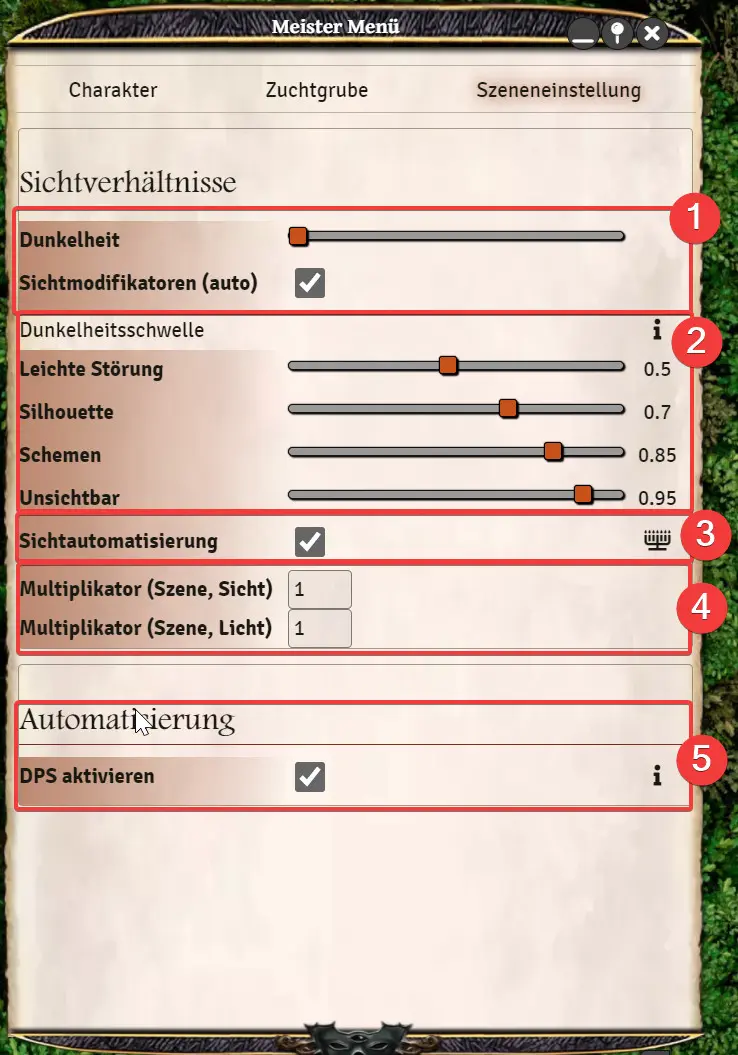 Meister Menü
Charakter Zuchtgrube Szeneneinstellung
Sichtverhältnisse
1
Dunkelheit
Sichtmodifikatoren (auto)
Dunkelheitsschwelle
2
Leichte Störung 0.5
Silhouette 0.7
Schemen 0.85
Unsichtbar 0.95
Sichtautomatisierung 3
Multiplikator (Szene, Sicht) 1
4
Multiplikator (Szene, Licht) 1
Automatisierung
5
DPS aktivieren